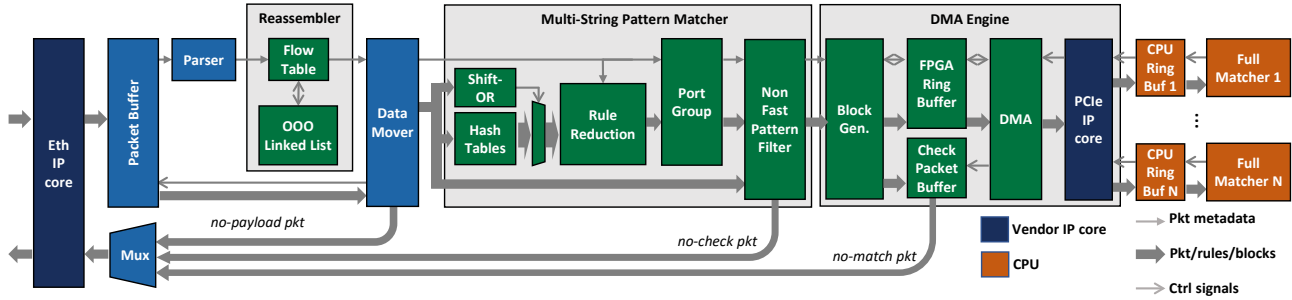 Reassembler
Multi-String Pattern Matcher
DMA Engine
Eth
IP
core
Packet Buffer
Parser
Flow
Table
OOO
Linked List
Data
Mover
Shift-
OR
Hash
Tables
Rule
Reduction
Port
Group
Non
Fast
Pattern
Filter
Block
Gen.
FPGA
Ring
Buffer
Check
Packet
Buffer
DMA
PCIe
IP
core
CPU
Ring
Buf 1
Full
Matcher 1
...
CPU
Ring
Buf N
Full
Matcher N
Mux
no-payload pkt
no-check pkt
no-match pkt
Vendor IP core
CPU
Pkt metadata
Pkt/rules/blocks
Ctrl signals